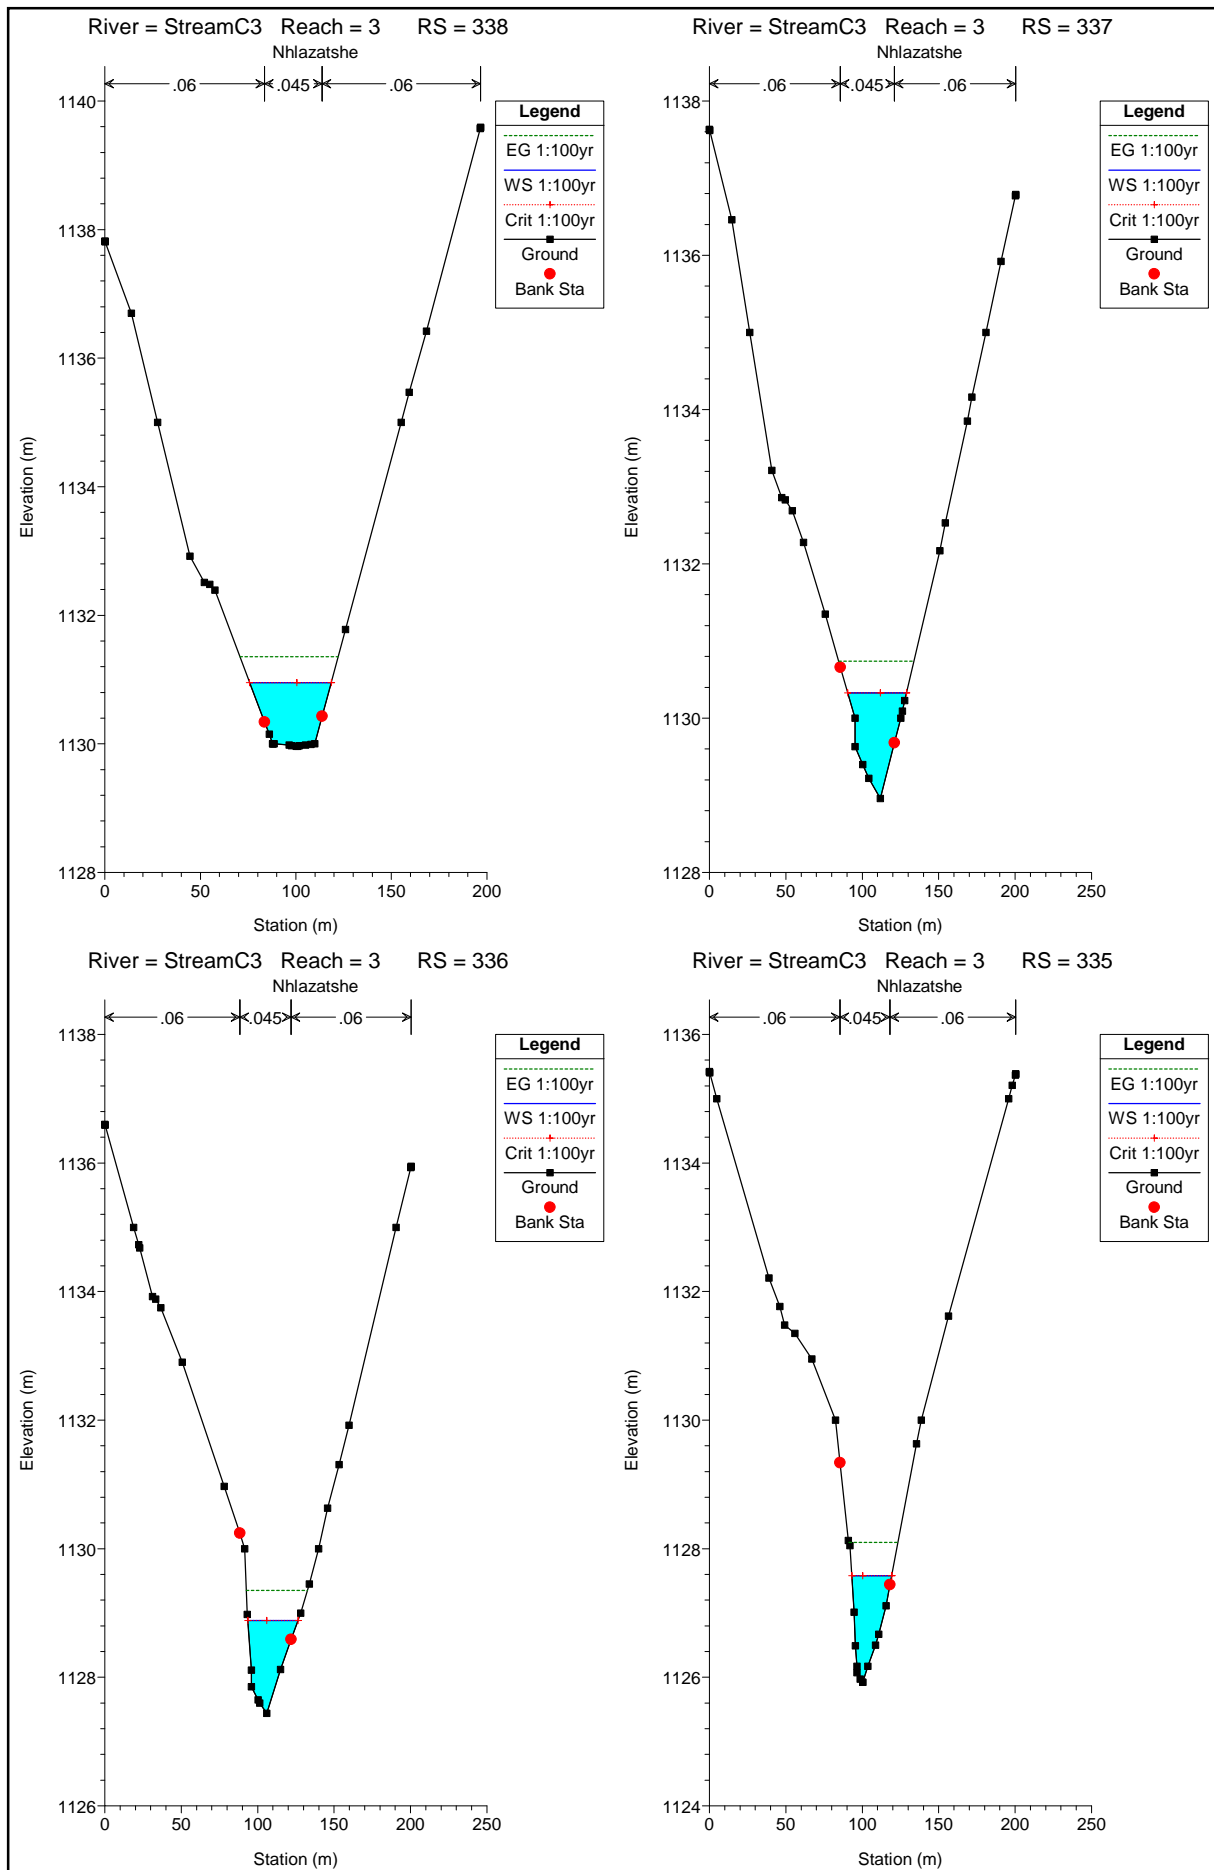 River = StreamC3 Reach = 3 RS = 338
Nhlazatshe
.06 .045 .06
Legend
EG 1:100yr
WS 1:100yr
Crit 1:100yr
Ground
Bank Sta
1140
1138
1136
1134
1132
1130
1128
Elevation (m)
0 50 100 150 200
Station (m)
River = StreamC3 Reach = 3 RS = 337
Nhlazatshe
.06 .045 .06
Legend
EG 1:100yr
WS 1:100yr
Crit 1:100yr
Ground
Bank Sta
1138
1136
1134
1132
1130
1128
Elevation (m)
0 50 100 150 200 250
Station (m)
River = StreamC3 Reach = 3 RS = 336
Nhlazatshe
.06 .045 .06
Legend
EG 1:100yr
WS 1:100yr
Crit 1:100yr
Ground
Bank Sta
1138
1136
1134
1132
1130
1128
1126
Elevation (m)
0 50 100 150 200 250
Station (m)
River = StreamC3 Reach = 3 RS = 335
Nhlazatshe
.06 .045 .06
Legend
EG 1:100yr
WS 1:100yr
Crit 1:100yr
Ground
Bank Sta
1136
1134
1132
1130
1128
1126
1124
Elevation (m)
0 50 100 150 200 250
Station (m)